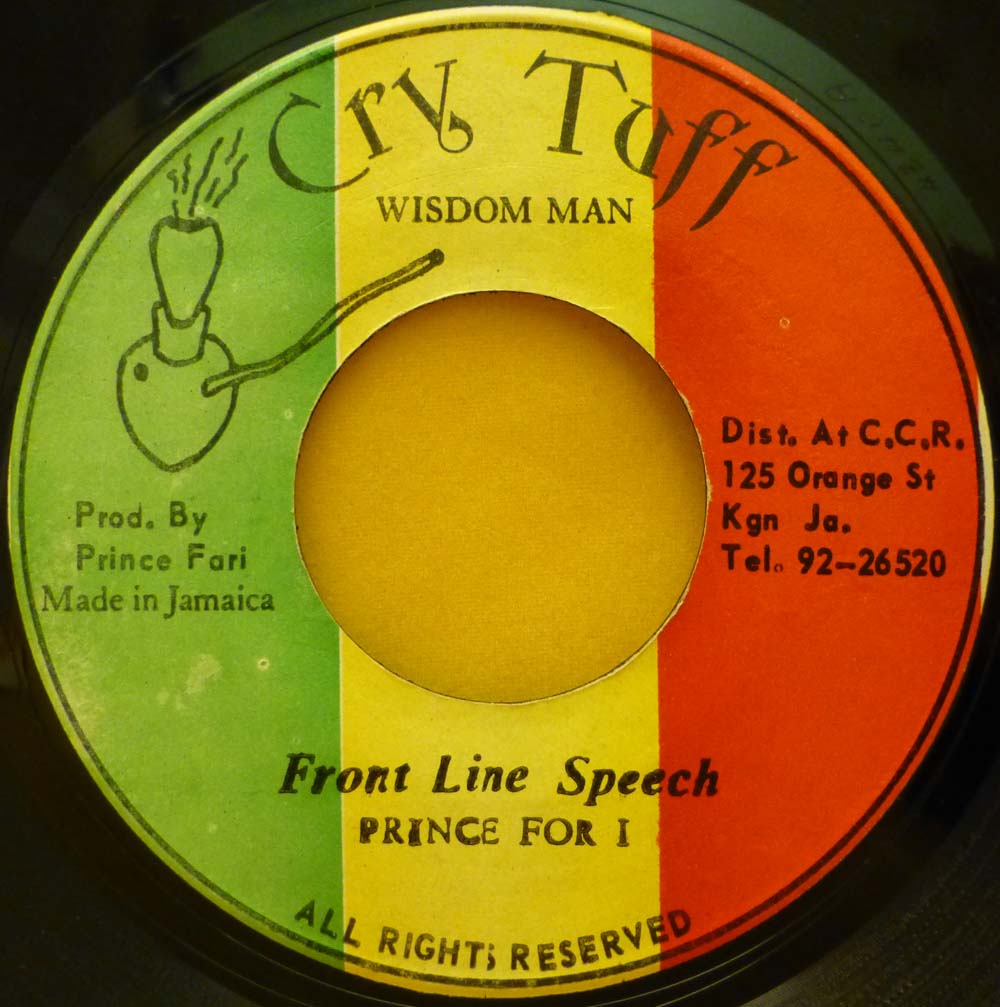 Cry Tuff
WISDOM MAN
Prod. By
Prince Fari
Made in Jamaica
Dist. At C.C.R.
125 Orange St
Kgn Ja.
Tel. 92-26520
Front Line Speech
PRINCE FOR I
ALL RIGHTS RESERVED